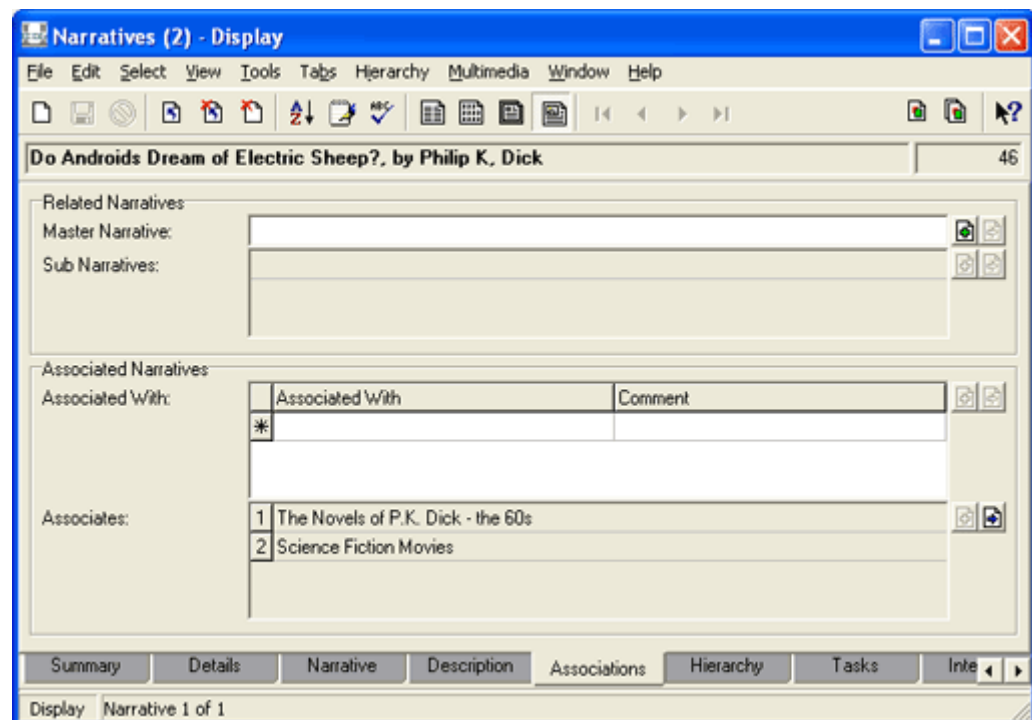 Narratives (2) - Display
File Edit Select View Tools Tabs Hierarchy Multimedia Window Help
Do Androids Dream of Electric Sheep?, by Philip K, Dick 46
Related Narratives
Master Narrative:
Sub Narratives:
Associated Narratives
Associated With: Associated With Comment
Associates: 1 The Novels of P.K. Dick - the 60s
2 Science Fiction Movies
Summary Details Narrative Description Associations Hierarchy Tasks Inte
Display Narrative 1 of 1